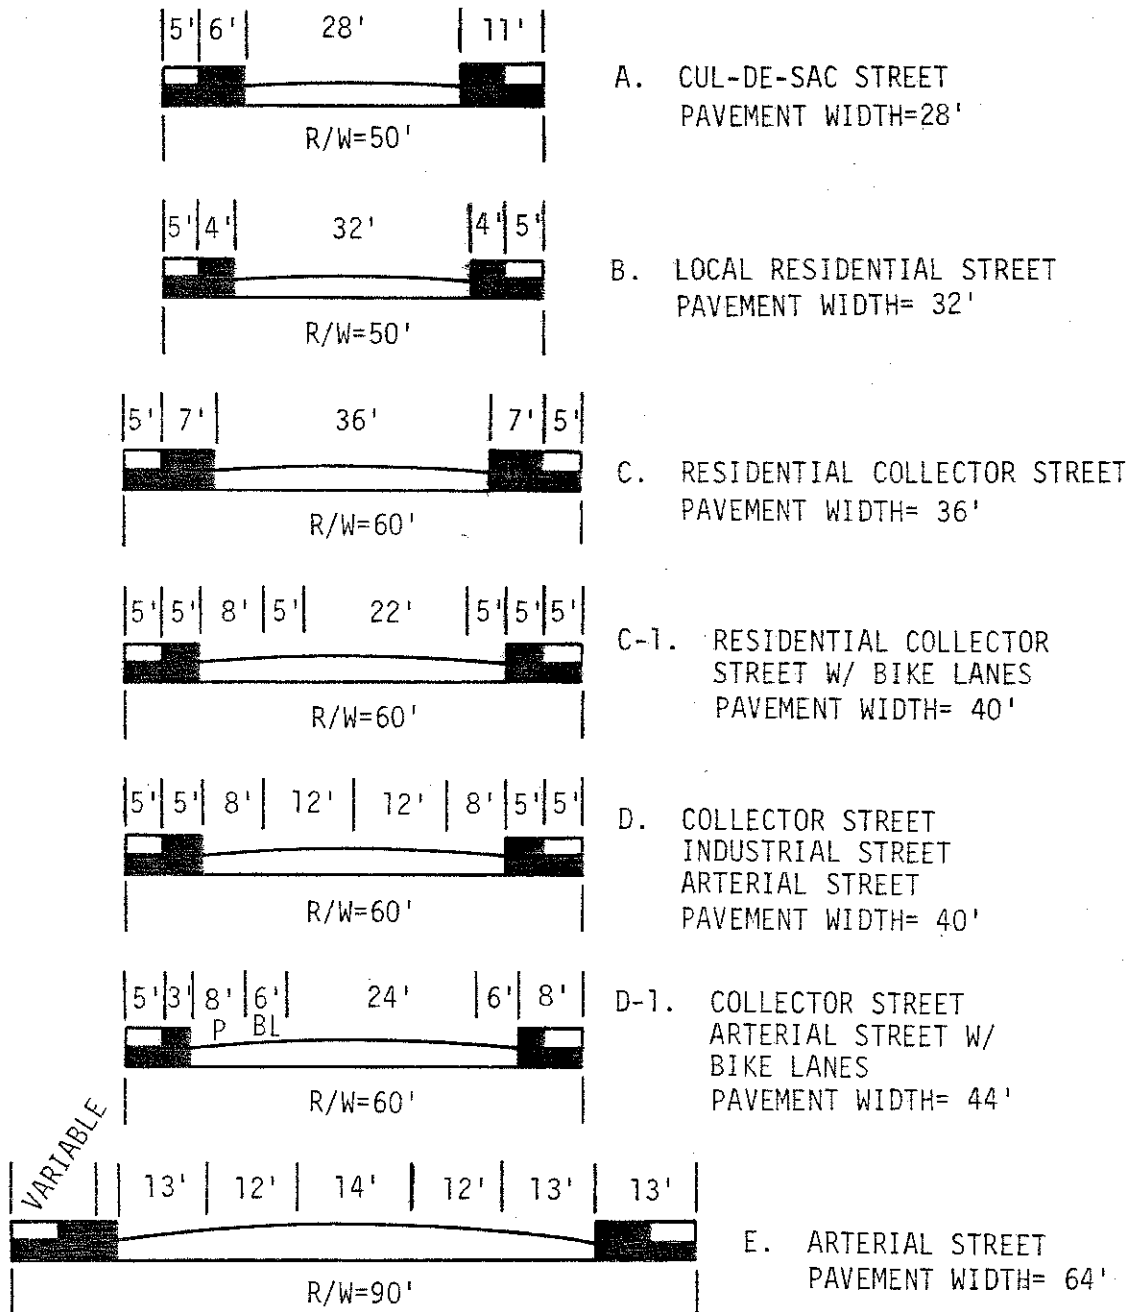 5' 6' 28' 11'
R/W=50'
A. CUL-DE-SAC STREET
PAVEMENT WIDTH=28'
5' 4' 32' 4' 5'
R/W=50'
B. LOCAL RESIDENTIAL STREET
PAVEMENT WIDTH= 32'
5' 7' 36' 7' 5'
R/W=60'
C. RESIDENTIAL COLLECTOR STREET
PAVEMENT WIDTH= 36'
5' 5' 8' 5' 22' 5' 5' 5'
R/W=60'
C-1. RESIDENTIAL COLLECTOR
STREET W/ BIKE LANES
PAVEMENT WIDTH= 40'
5' 5' 8' 12' 12' 8' 5' 5'
R/W=60'
D. COLLECTOR STREET
INDUSTRIAL STREET
ARTERIAL STREET
PAVEMENT WIDTH= 40'
5' 3' 8' 6' 24' 6' 8'
P BL
R/W=60'
D-1. COLLECTOR STREET
ARTERIAL STREET W/
BIKE LANES
PAVEMENT WIDTH= 44'
VARIABLE 13' 12' 14' 12' 13' 13'
R/W=90'
E. ARTERIAL STREET
PAVEMENT WIDTH= 64'